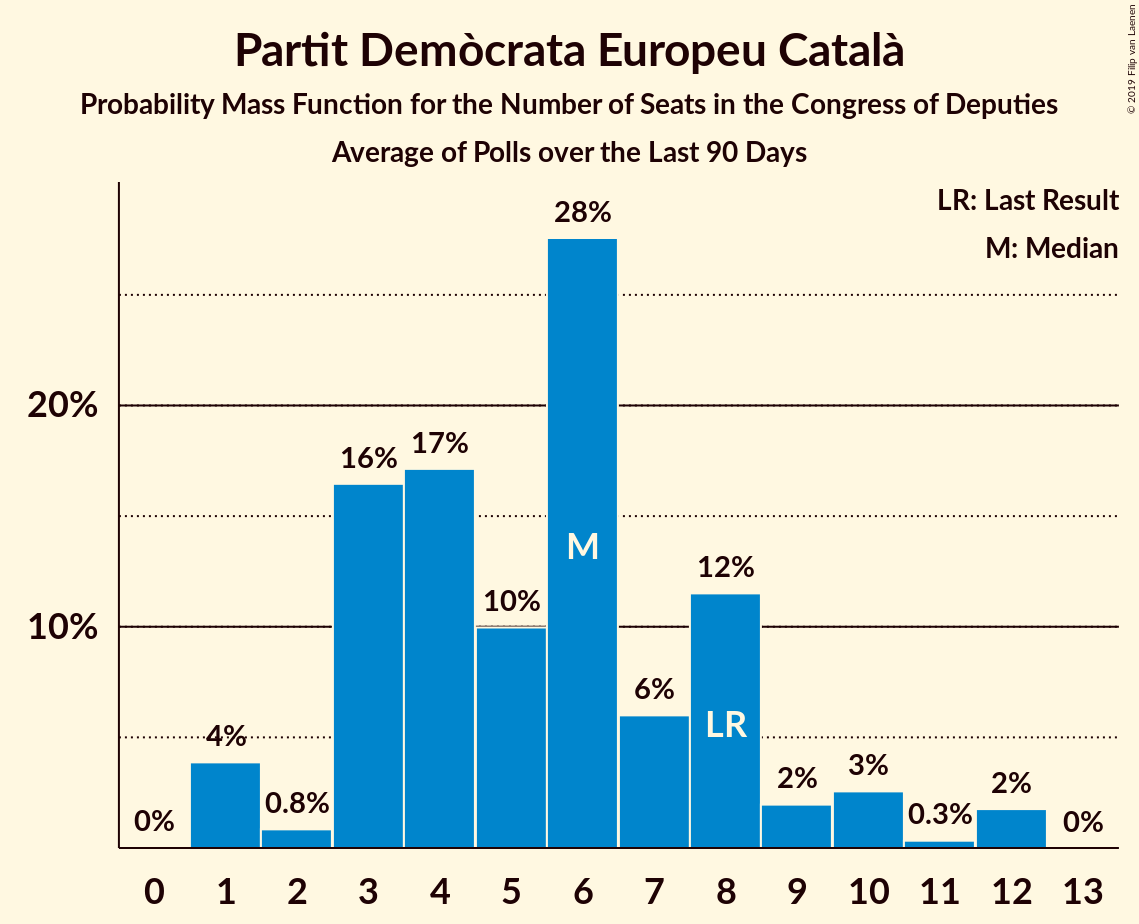 Partit Demòcrata Europeu Català
Probability Mass Function for the Number of Seats in the Congress of Deputies
Average of Polls over the Last 90 Days
© 2019 Filip van Laenen
LR: Last Result
M: Median
28%
20%
17%
16%
M
12%
10%
10%
6%
LR
4%
3%
2%
2%
0.8%
0.3%
0%
0%
0 1 2 3 4 5 6 7 8 9 10 11 12 13